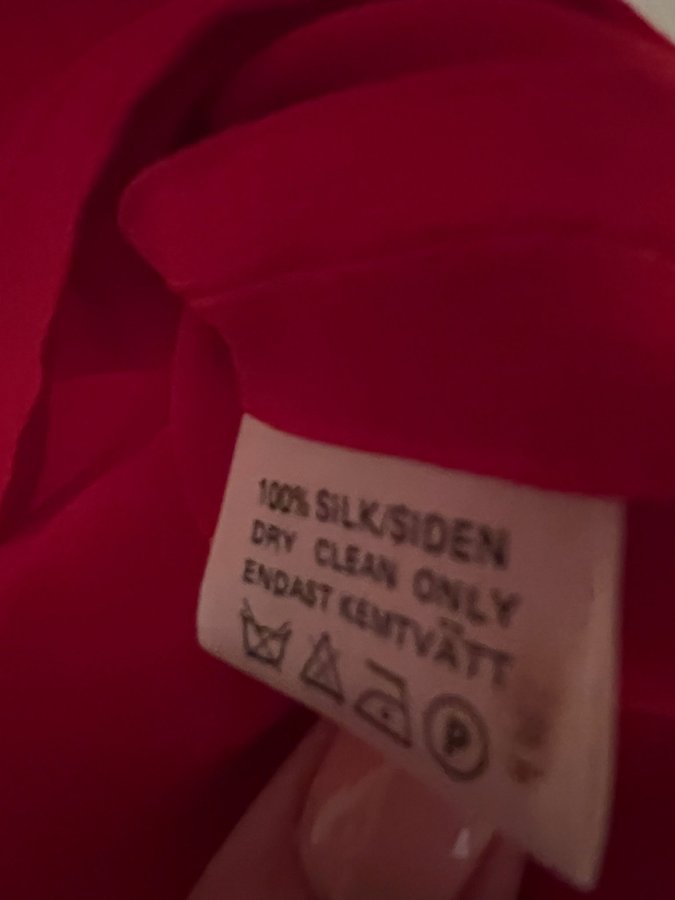 100% SILK/SIDEN
DRY CLEAN ONLY
ENDAST KEMTVÄTT
P